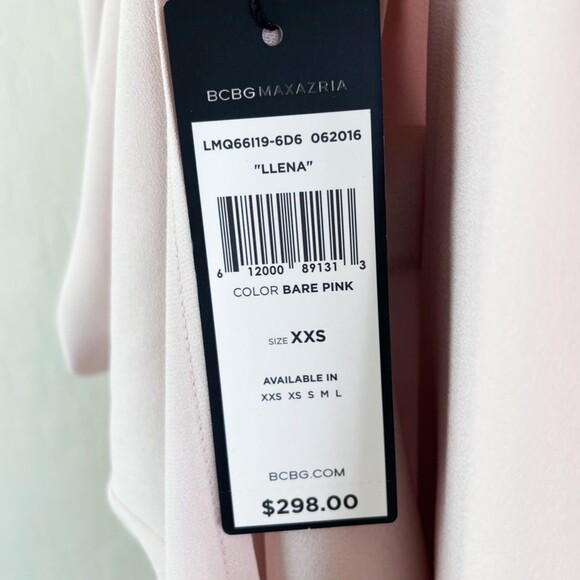 BCBGMAXAZRIA
LMQ66I19-6D6 062016
"LLENA"
6 12000 89131 3
COLOR BARE PINK
SIZE XXS
AVAILABLE IN
XXS XS S M L
BCBG.COM
$298.00